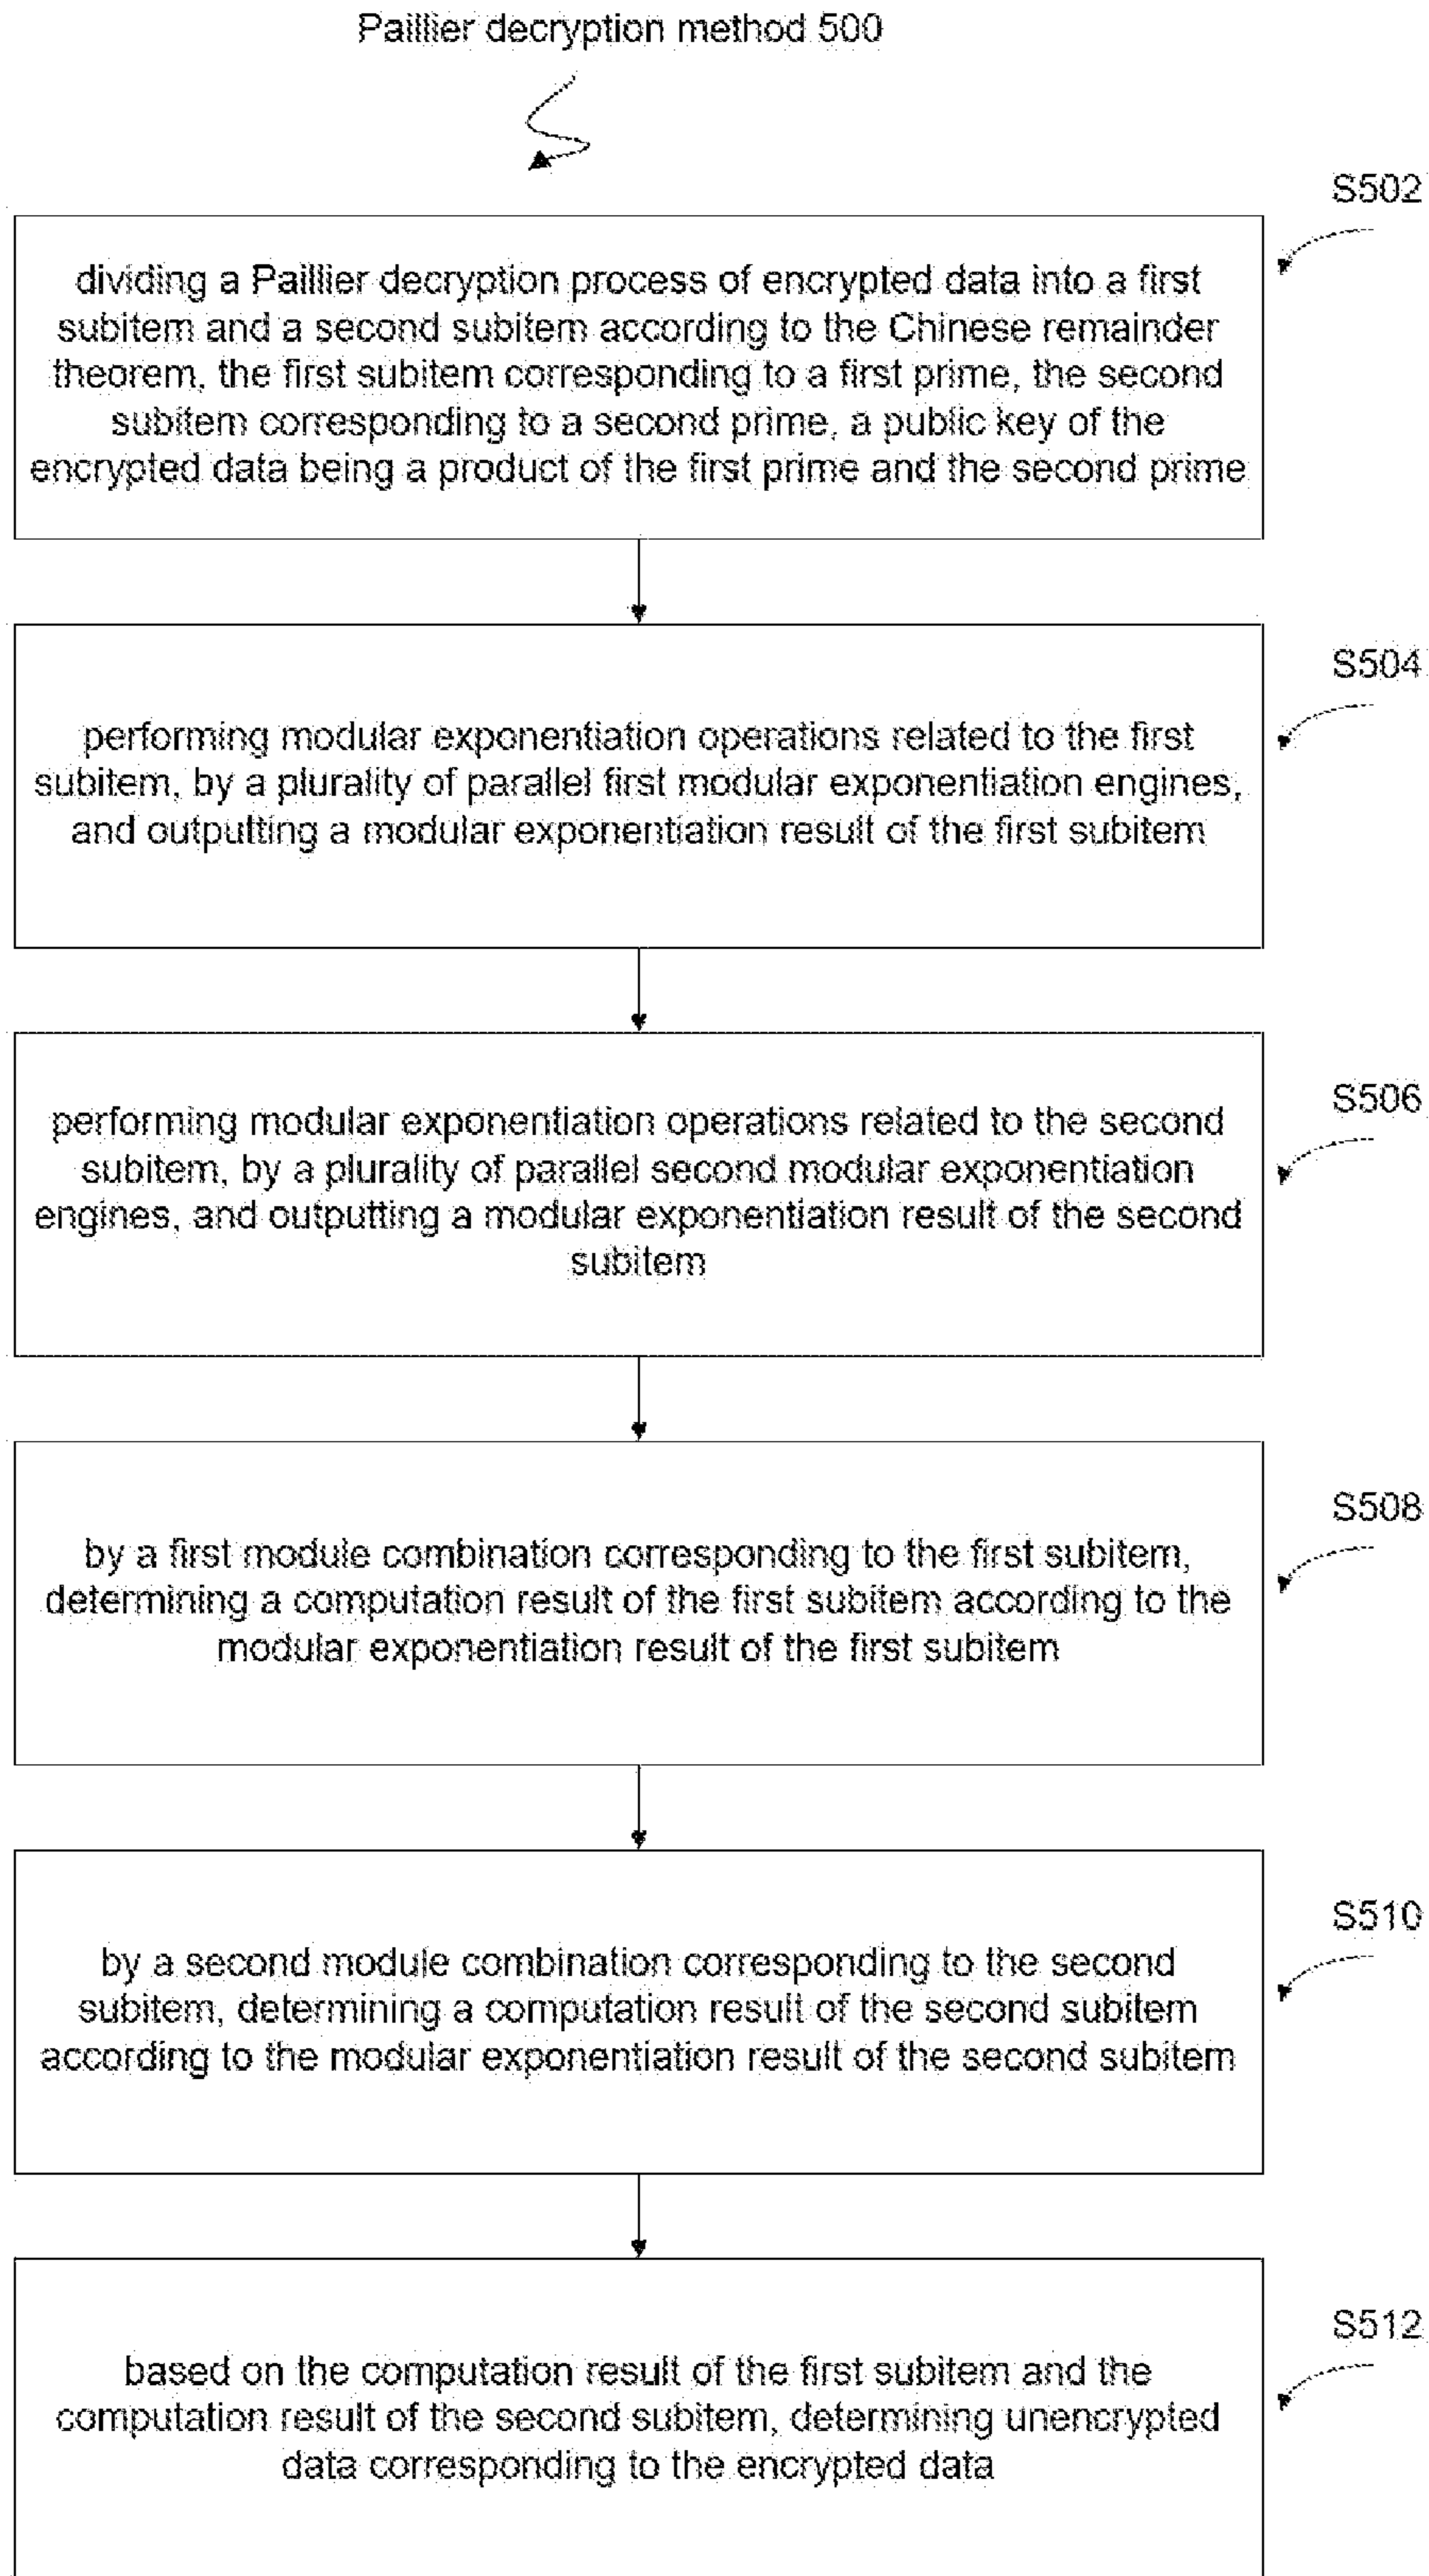 Paillier decryption method 500
S502
dividing a Paillier decryption process of encrypted data into a first
subitem and a second subitem according to the Chinese remainder
theorem, the first subitem corresponding to a first prime, the second
subitem corresponding to a second prime, a public key of the
encrypted data being a product of the first prime and the second prime
S504
performing modular exponentiation operations related to the first
subitem, by a plurality of parallel first modular exponentiation engines,
and outputting a modular exponentiation result of the first subitem
S506
performing modular exponentiation operations related to the second
subitem, by a plurality of parallel second modular exponentiation
engines, and outputting a modular exponentiation result of the second
subitem
S508
by a first module combination corresponding to the first subitem,
determining a computation result of the first subitem according to the
modular exponentiation result of the first subitem
S510
by a second module combination corresponding to the second
subitem, determining a computation result of the second subitem
according to the modular exponentiation result of the second subitem
S512
based on the computation result of the first subitem and the
computation result of the second subitem, determining unencrypted
data corresponding to the encrypted data